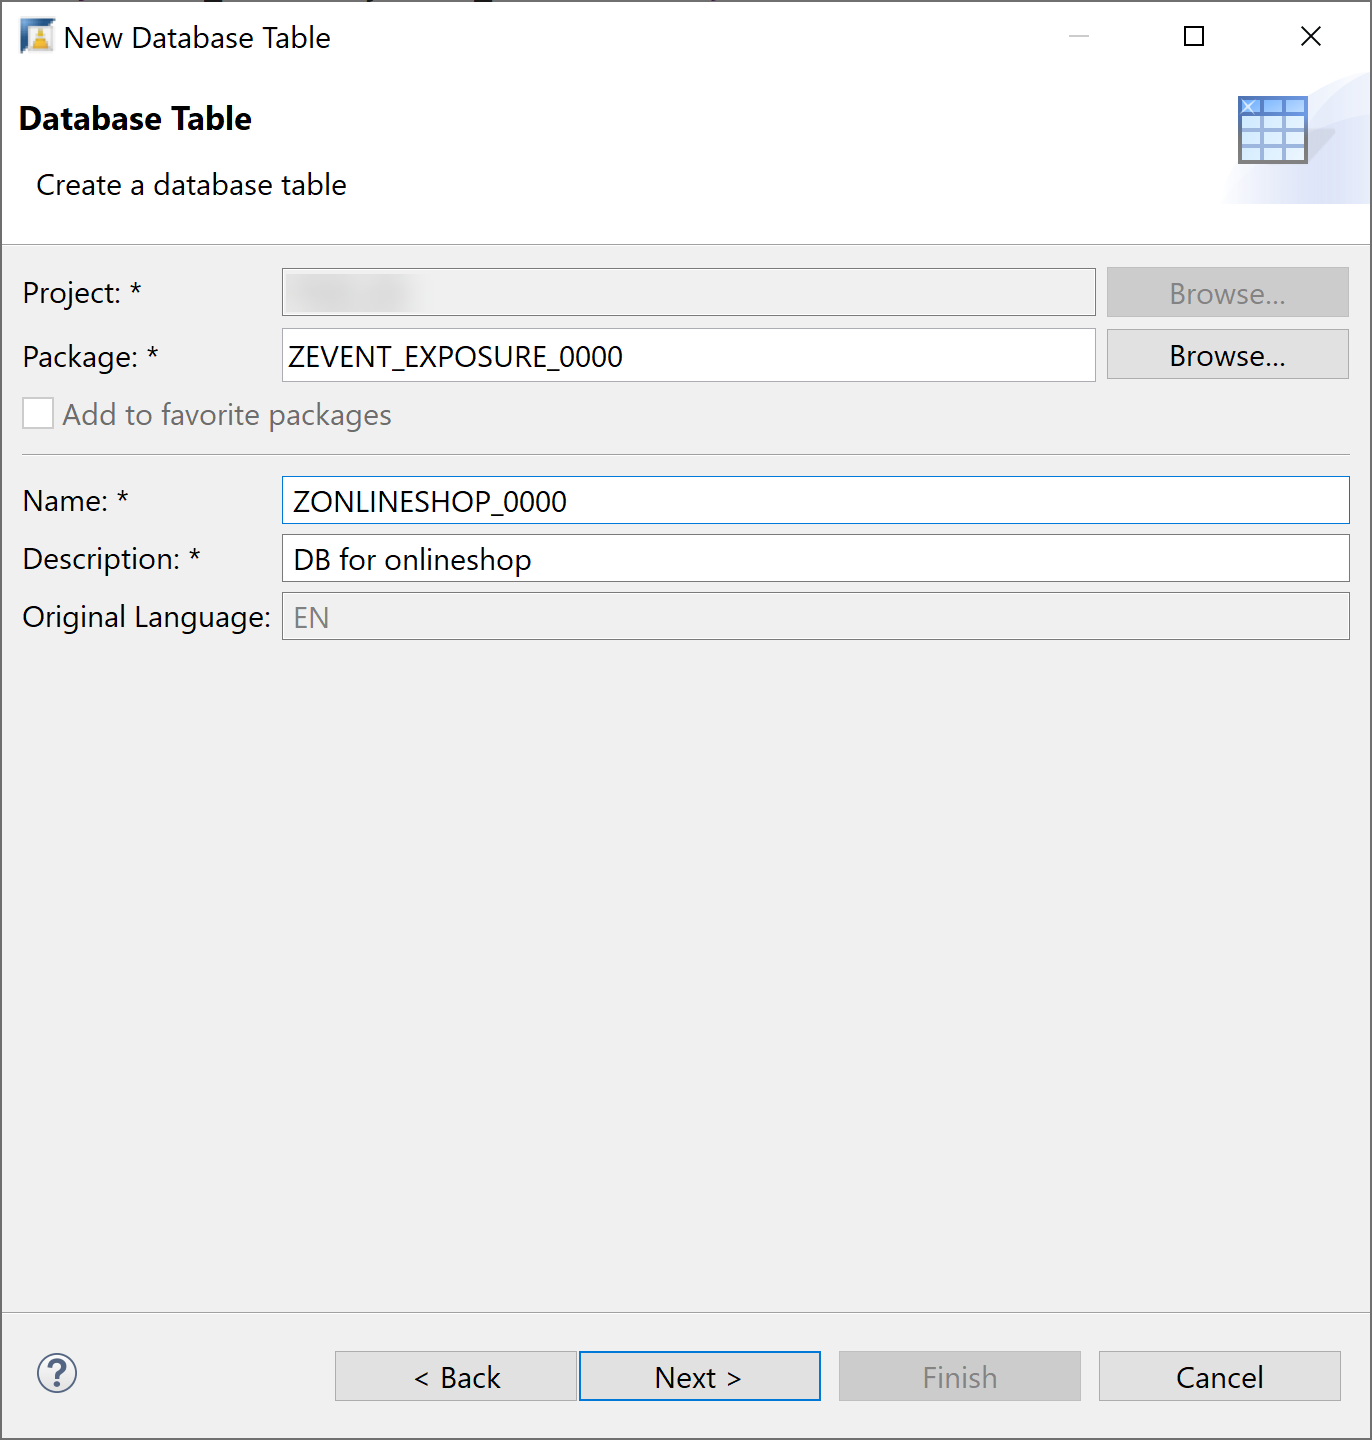 New Database Table
Database Table
Create a database table
Project: *
Browse...
Package: * ZEVENT_EXPOSURE_0000 Browse...
Add to favorite packages
Name: * ZONLINESHOP_0000
Description: * DB for onlineshop
Original Language: EN
? < Back Next > Finish Cancel